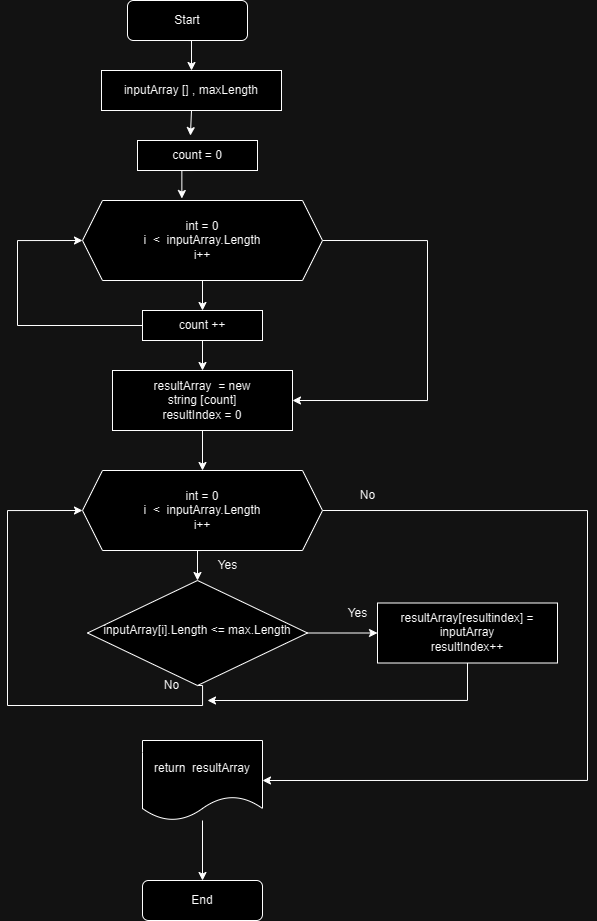 Start
inputArray [] , maxLength
count = 0
int = 0
i < inputArray.Length
i++
count ++
resultArray = new
string [count]
resultIndex = 0
int = 0
i < inputArray.Length
i++
No
Yes
inputArray[i].Length <= max.Length
Yes
resultArray[resultindex] =
inputArray
resultIndex++
No
return resultArray
End